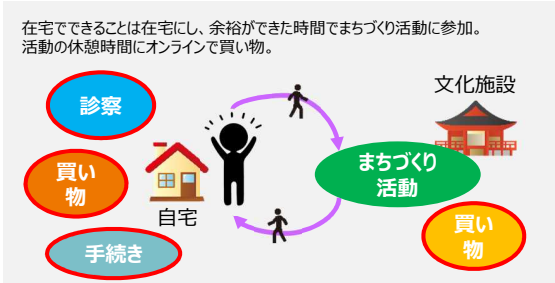 在宅でできることは在宅にし、余裕ができた時間でまちづくり活動に参加。
活動の休憩時間にオンラインで買い物。
診察
文化施設
買い
物
まちづくり
活動
自宅
買い
物
手続き